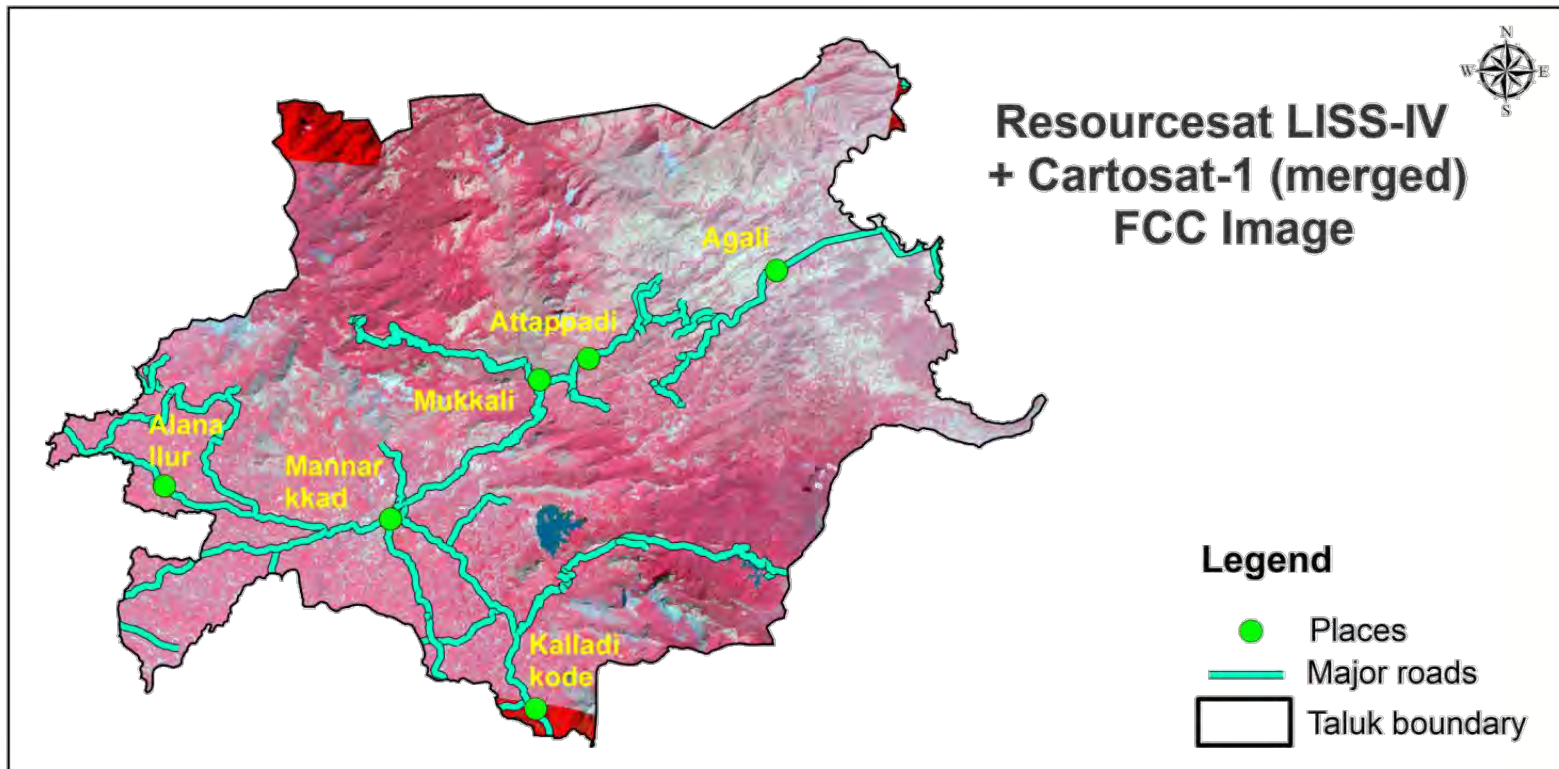 N
W E
S
Resourcesat LISS-IV
+ Cartosat-1 (merged)
FCC Image
Agali
Attappadi
Mukkali
Alana
llur
Mannar
kkad
Kalladi
kode
Legend
Places
Major roads
Taluk boundary